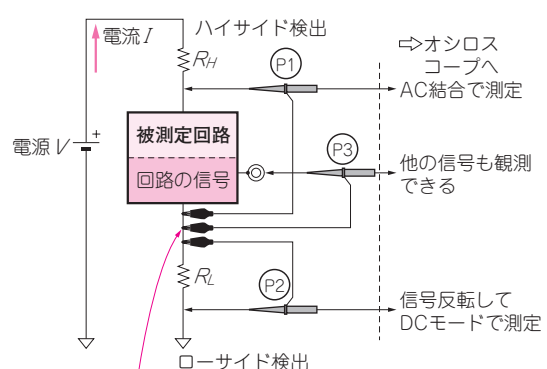 ハイサイド検出
電流I
RH
P1
⇨オシロス
コープへ
AC結合で測定
電源V
+
被測定回路
回路の信号
P3
他の信号も観測
できる
RL
P2
信号反転して
DCモードで測定
ローサイド検出